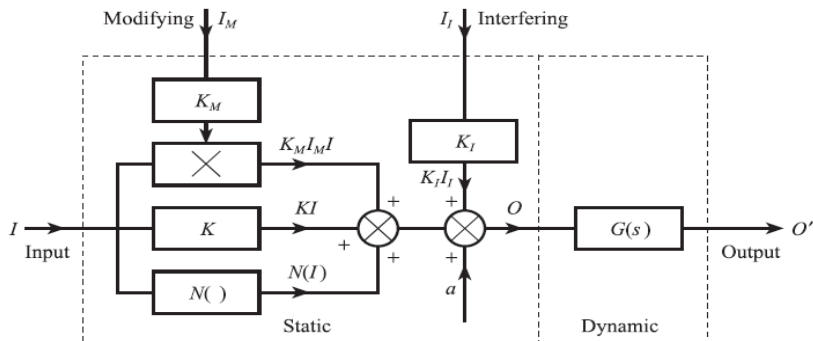 Modifying I_M
I_I Interfering
K_M
K_I
K_M I_M I
K_I I_I
I
Input
K
KI
+
+
+
+
+
+
a
O
G(s)
Output
O′
N( )
N(I)
Static
Dynamic